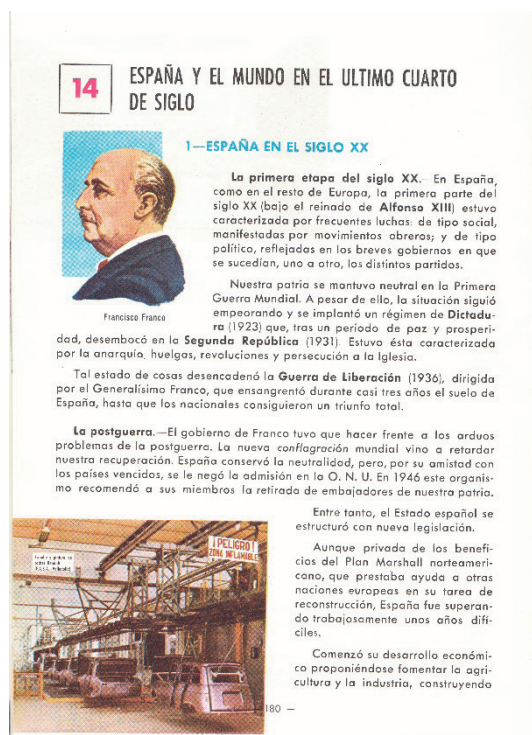 14
ESPAÑA Y EL MUNDO EN EL ULTIMO CUARTO
DE SIGLO
1—ESPAÑA EN EL SIGLO XX
La primera etapa del siglo XX.— En España,
como en el resto de Europa, la primera parte del
siglo XX (bajo el reinado de Alfonso XIII) estuvo
caracterizada por frecuentes luchas: de tipo social,
manifestadas por movimientos obreros; y de tipo
político, reflejadas en los breves gobiernos en que
se sucedían, uno a otro, los distintos partidos.
Nuestra patria se mantuvo neutral en la Primera
Guerra Mundial. A pesar de ello, la situación siguió
empeorando y se implantó un régimen de Dictadu-
Francisco Franco
ra (1923) que, tras un período de paz y prosperi-
dad, desembocó en la Segunda República (1931). Estuvo ésta caracterizada
por la anarquía, huelgas, revoluciones y persecución a la Iglesia.
Tal estado de cosas desencadenó la Guerra de Liberación (1936), dirigida
por el Generalísimo Franco, que ensangrentó durante casi tres años el suelo de
España, hasta que los nacionales consiguieron un triunfo total.
La postguerra.—El gobierno de Franco tuvo que hacer frente a los arduos
problemas de la postguerra. La nueva conflagración mundial vino a retardar
nuestra recuperación. España conservó la neutralidad, pero, por su amistad con
los países vencidos, se le negó la admisión en la O. N. U. En 1946 este organis-
mo recomendó a sus miembros la retirada de embajadores de nuestra patria.
Entre tanto, el Estado español se
estructuró con nueva legislación.
¡PELIGRO!
ZONA INFLAMABLE
Aunque privada de los benefi-
cios del Plan Marshall norteameri-
cano, que prestaba ayuda a otras
naciones europeas en su tarea de
reconstrucción, España fue superan-
do trabajosamente unos años difí-
ciles.
Comenzó su desarrollo económi-
co proponiéndose fomentar la agri-
cultura y la industria, construyendo
180 —